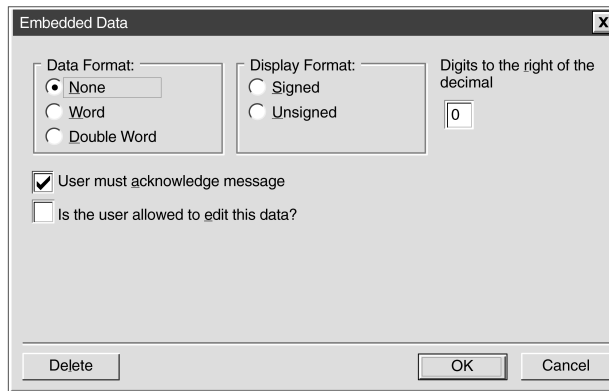 Embedded Data
X
Data Format:
None
Word
Double Word
Display Format:
Signed
Unsigned
Digits to the right of the
decimal
0
User must acknowledge message
Is the user allowed to edit this data?
Delete
OK
Cancel